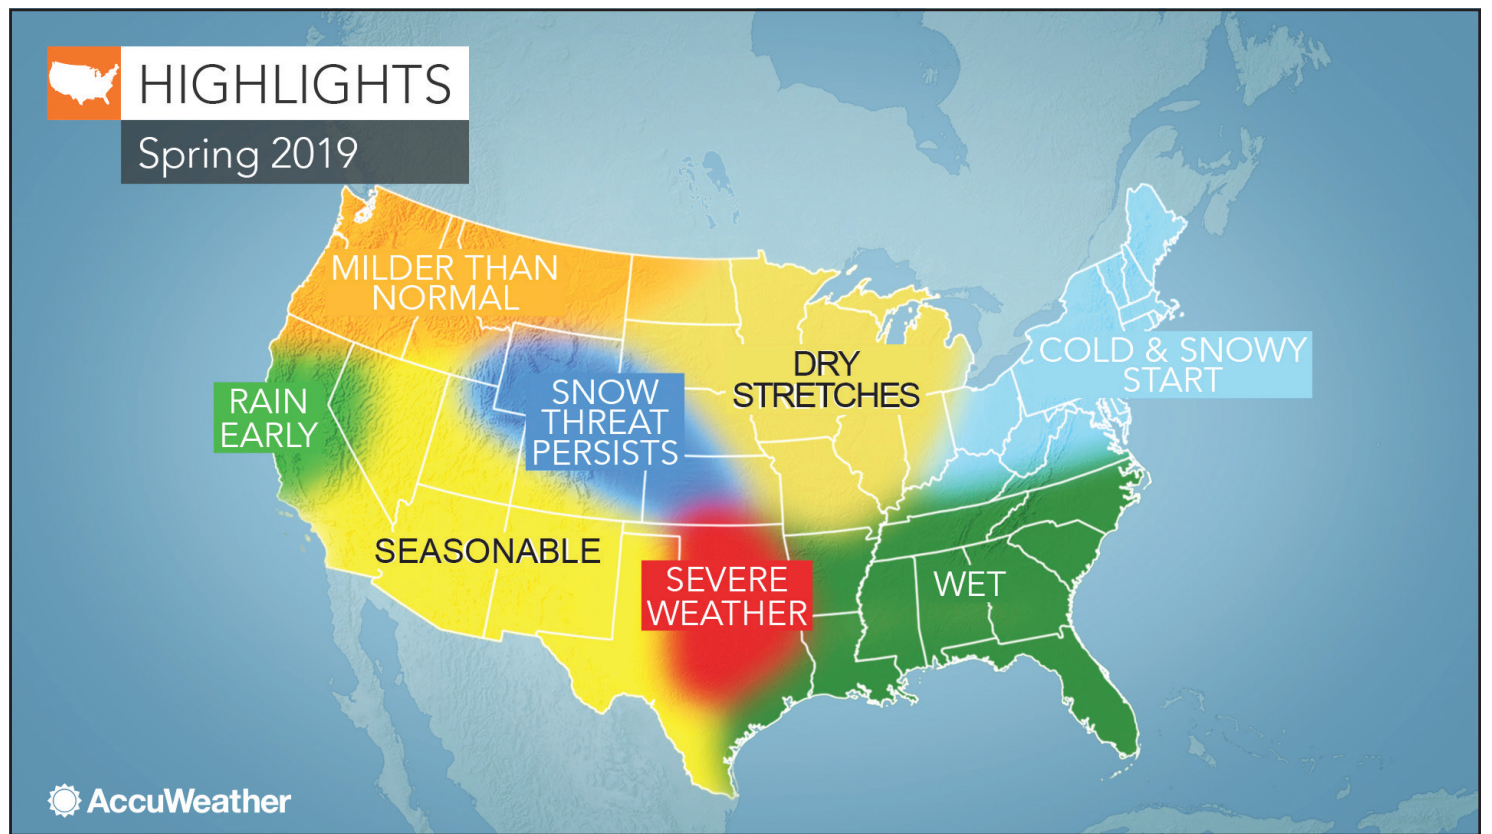 HIGHLIGHTS
Spring 2019
MILDER THAN
NORMAL
RAIN
EARLY
SNOW
THREAT
PERSISTS
DRY
STRETCHES
COLD & SNOWY
START
SEASONABLE
SEVERE
WEATHER
WET
AccuWeather